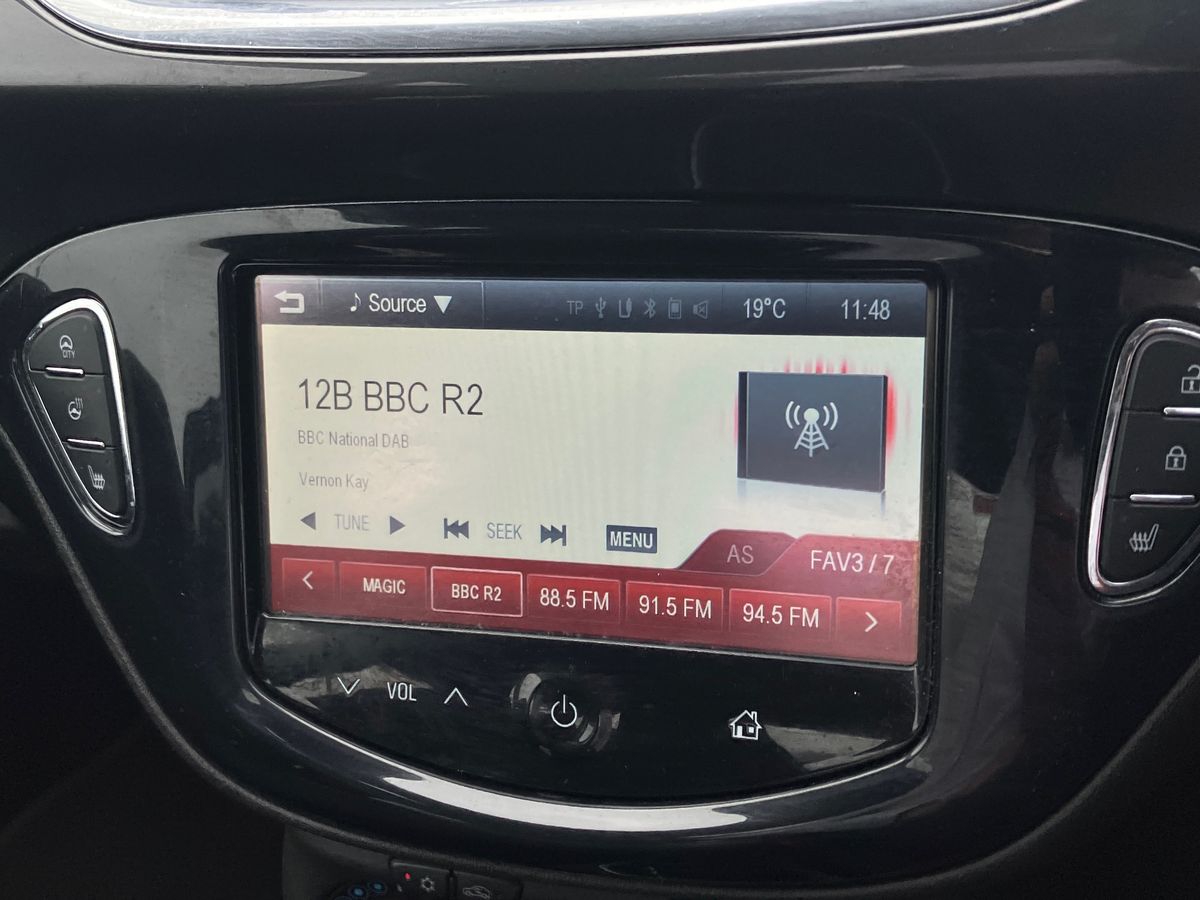 Source
TP
19°C
11:48
CITY
12B BBC R2
BBC National DAB
Vernon Kay
TUNE
SEEK
MENU
AS
FAV3 / 7
MAGIC
BBC R2
88.5 FM
91.5 FM
94.5 FM
VOL